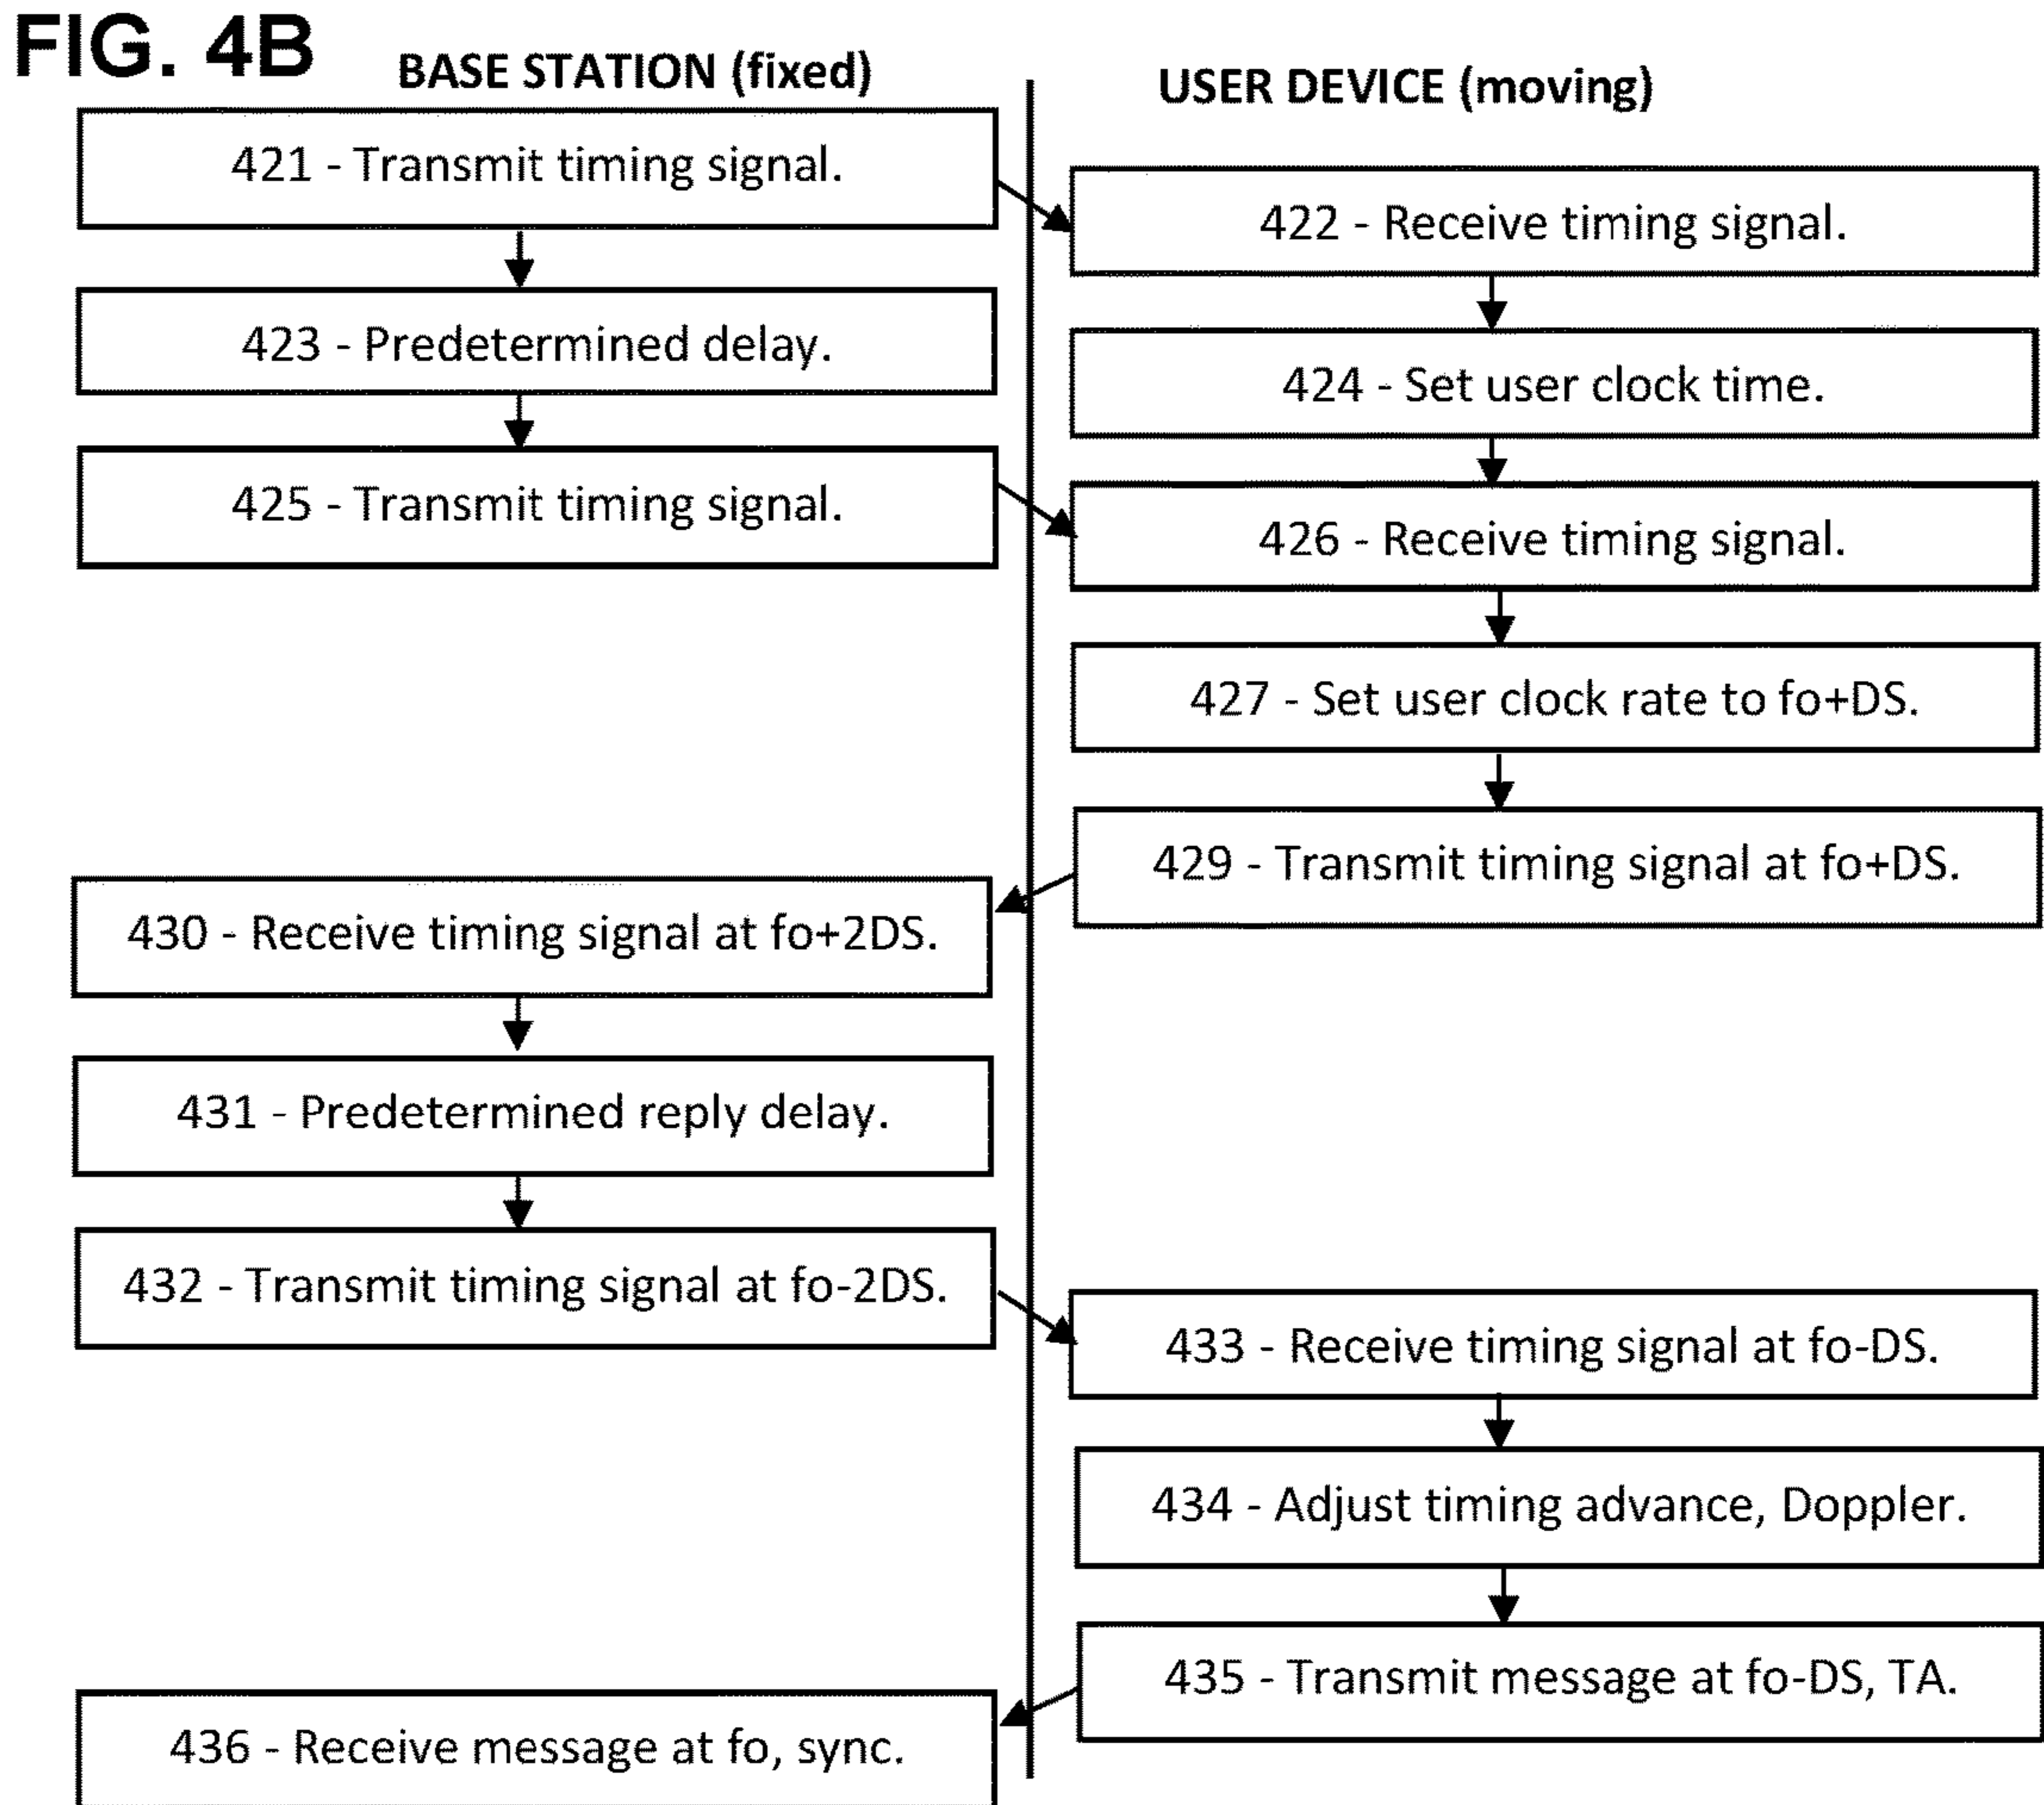 FIG. 4B
BASE STATION (fixed)
USER DEVICE (moving)
421 - Transmit timing signal.
422 - Receive timing signal.
423 - Predetermined delay.
424 - Set user clock time.
425 - Transmit timing signal.
426 - Receive timing signal.
427 - Set user clock rate to fo+DS.
429 - Transmit timing signal at fo+DS.
430 - Receive timing signal at fo+2DS.
431 - Predetermined reply delay.
432 - Transmit timing signal at fo-2DS.
433 - Receive timing signal at fo-DS.
434 - Adjust timing advance, Doppler.
435 - Transmit message at fo-DS, TA.
436 - Receive message at fo, sync.